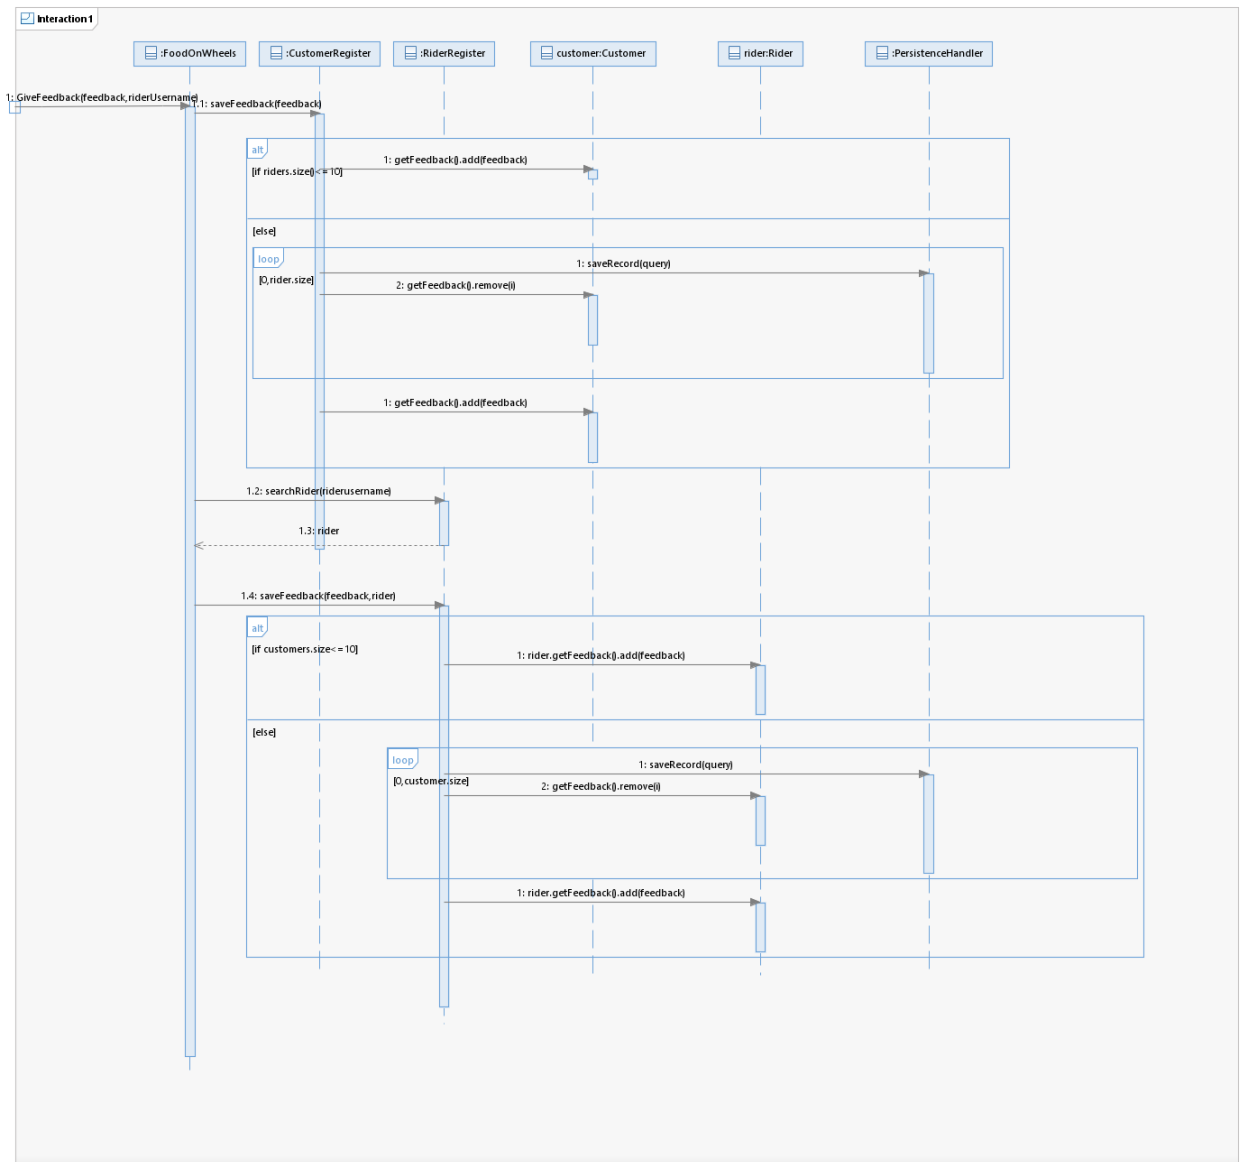 Interaction1
:FoodOnWheels
:CustomerRegister
:RiderRegister
customer:Customer
rider:Rider
:PersistenceHandler
1: GiveFeedback(feedback,riderUsername)
1.1: saveFeedback(feedback)
alt
1: getFeedback().add(feedback)
[if riders.size()<=10]
[else]
loop
1: saveRecord(query)
[0,rider.size]
2: getFeedback().remove(i)
1: getFeedback().add(feedback)
1.2: searchRider(riderusername)
1.3: rider
1.4: saveFeedback(feedback,rider)
alt
[if customers.size<=10]
1: rider.getFeedback().add(feedback)
[else]
loop
1: saveRecord(query)
[0,customer.size]
2: getFeedback().remove(i)
1: rider.getFeedback().add(feedback)